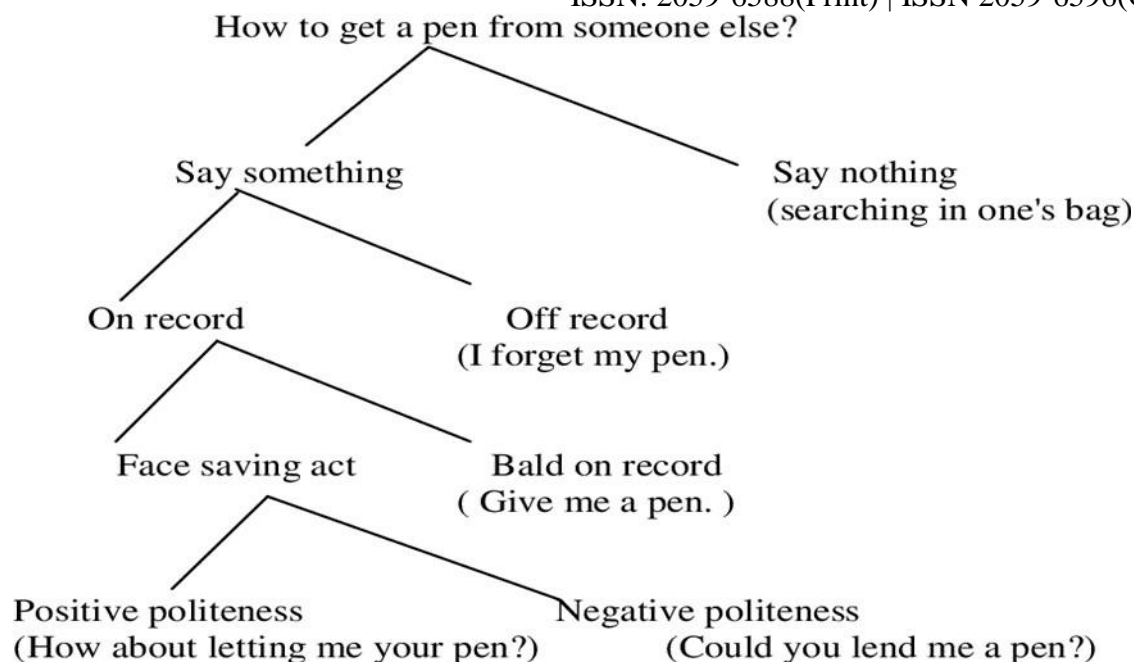 How to get a pen from someone else?
Say something
Say nothing
(searching in one's bag)
On record
Off record
(I forget my pen.)
Face saving act
Bald on record
( Give me a pen. )
Positive politeness
(How about letting me your pen?)
Negative politeness
(Could you lend me a pen?)